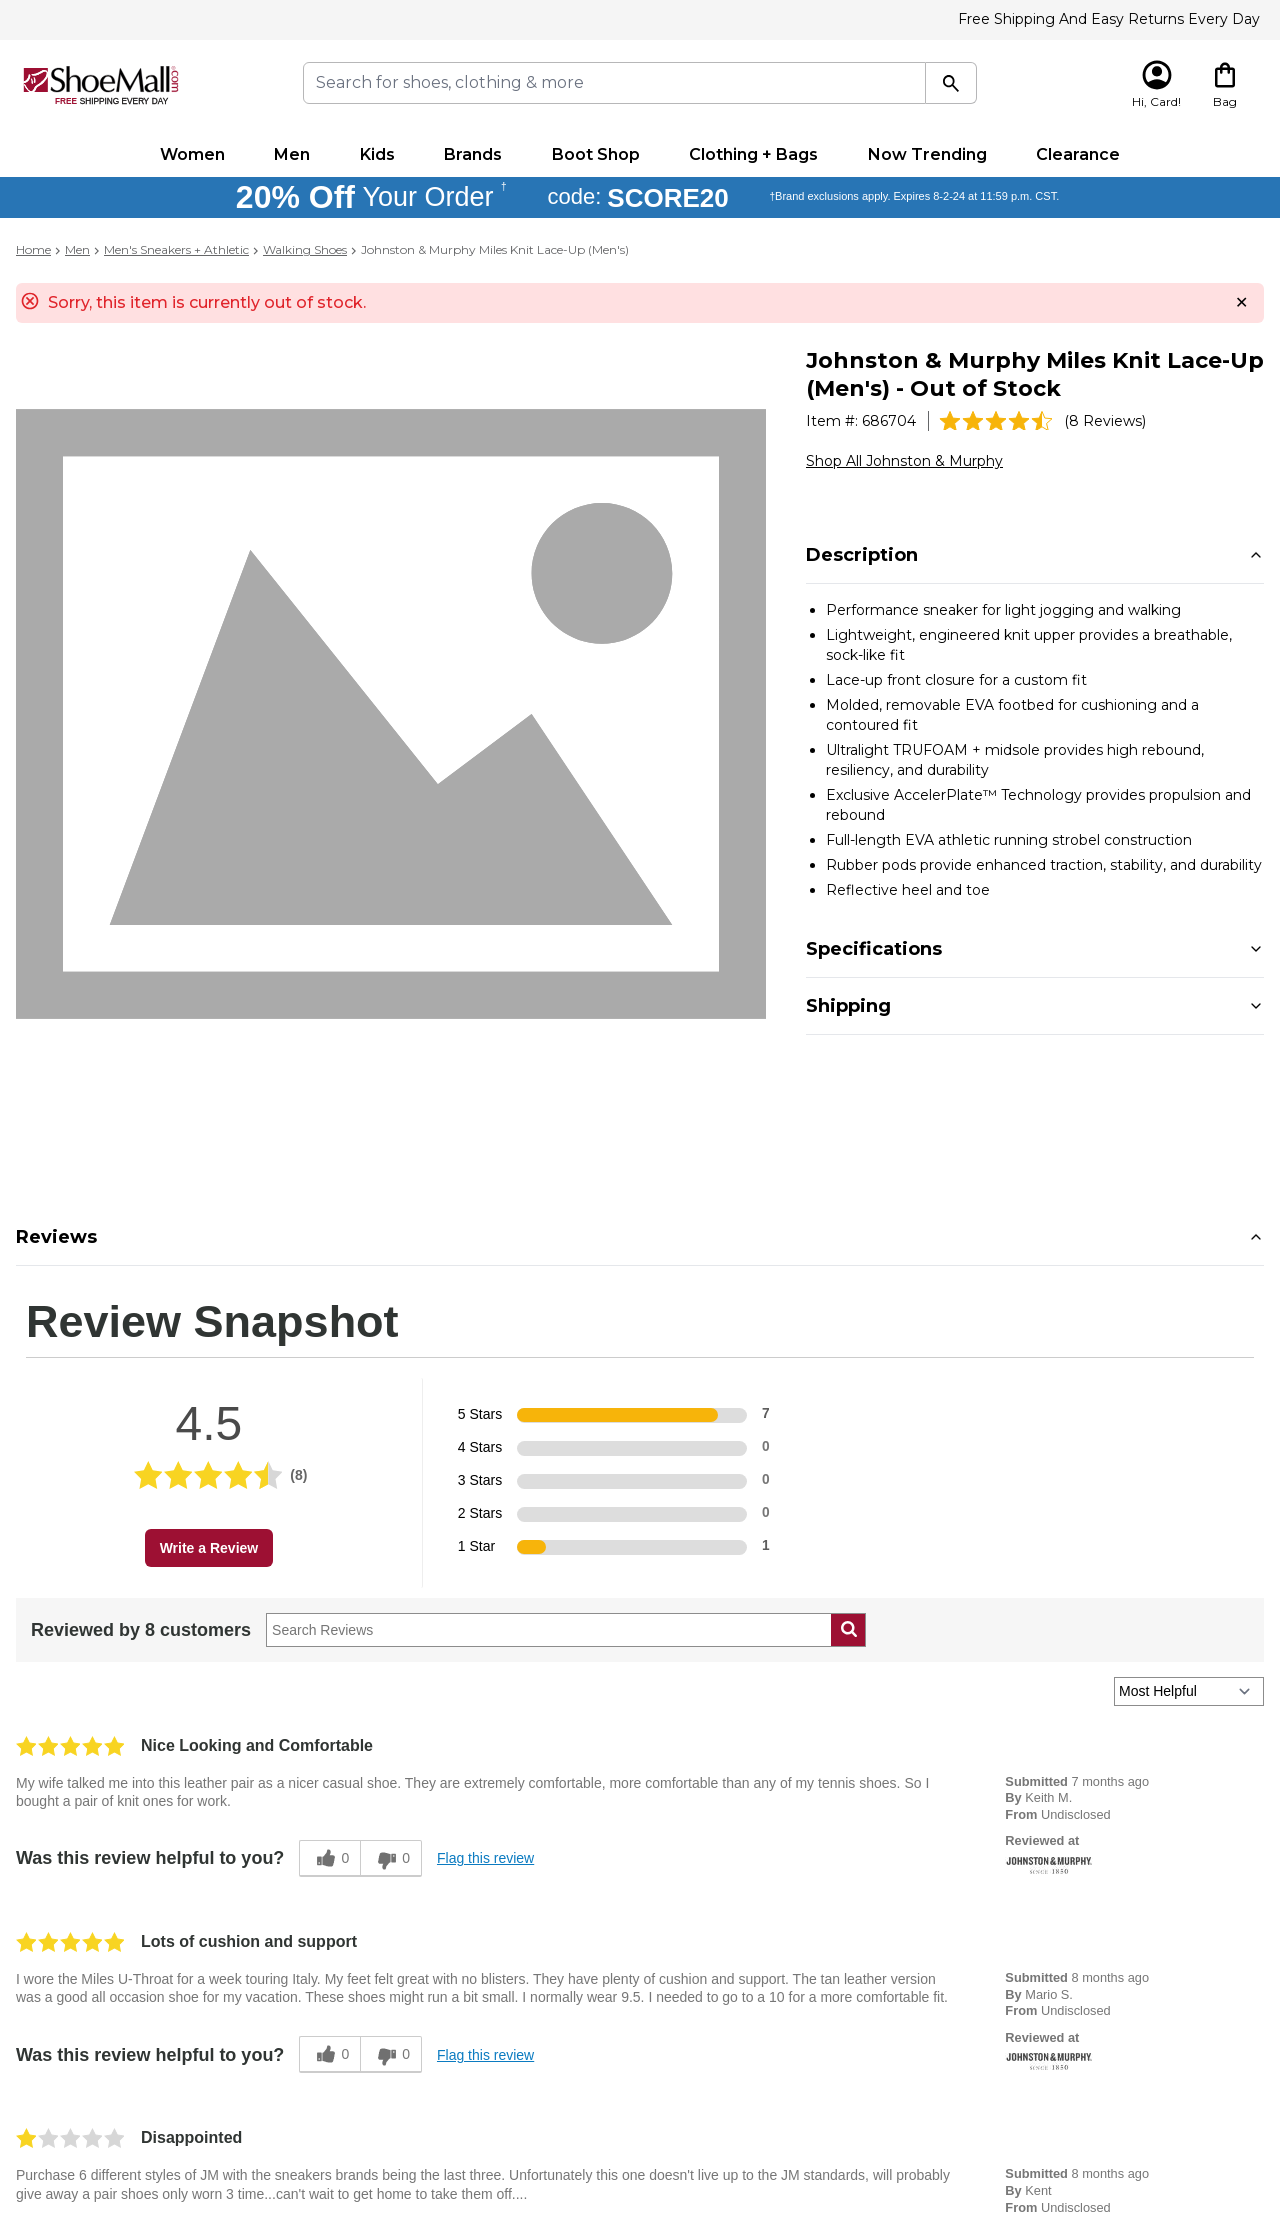 Free Shipping And Easy Returns Every Day
ShoeMall.com
FREE SHIPPING EVERY DAY
Search for shoes, clothing & more
Hi, Card!
Bag
Women Men Kids Brands Boot Shop Clothing + Bags Now Trending Clearance
20% Off Your Order † code: SCORE20 †Brand exclusions apply. Expires 8-2-24 at 11:59 p.m. CST.
Home > Men > Men's Sneakers + Athletic > Walking Shoes > Johnston & Murphy Miles Knit Lace-Up (Men's)
Sorry, this item is currently out of stock.
Johnston & Murphy Miles Knit Lace-Up
(Men's) - Out of Stock
Item #: 686704 (8 Reviews)
Shop All Johnston & Murphy
Description
Performance sneaker for light jogging and walking
Lightweight, engineered knit upper provides a breathable,
sock-like fit
Lace-up front closure for a custom fit
Molded, removable EVA footbed for cushioning and a
contoured fit
Ultralight TRUFOAM + midsole provides high rebound,
resiliency, and durability
Exclusive AccelerPlate™ Technology provides propulsion and
rebound
Full-length EVA athletic running strobel construction
Rubber pods provide enhanced traction, stability, and durability
Reflective heel and toe
Specifications
Shipping
Reviews
Review Snapshot
4.5
(8)
Write a Review
5 Stars 7
4 Stars 0
3 Stars 0
2 Stars 0
1 Star 1
Reviewed by 8 customers
Search Reviews
Most Helpful
Nice Looking and Comfortable
My wife talked me into this leather pair as a nicer casual shoe. They are extremely comfortable, more comfortable than any of my tennis shoes. So I
bought a pair of knit ones for work.
Submitted 7 months ago
By Keith M.
From Undisclosed
Reviewed at
JOHNSTON & MURPHY.
SINCE 1850
Was this review helpful to you? 0 0 Flag this review
Lots of cushion and support
I wore the Miles U-Throat for a week touring Italy. My feet felt great with no blisters. They have plenty of cushion and support. The tan leather version
was a good all occasion shoe for my vacation. These shoes might run a bit small. I normally wear 9.5. I needed to go to a 10 for a more comfortable fit.
Submitted 8 months ago
By Mario S.
From Undisclosed
Reviewed at
JOHNSTON & MURPHY.
SINCE 1850
Was this review helpful to you? 0 0 Flag this review
Disappointed
Purchase 6 different styles of JM with the sneakers brands being the last three. Unfortunately this one doesn't live up to the JM standards, will probably
give away a pair shoes only worn 3 time...can't wait to get home to take them off....
Submitted 8 months ago
By Kent
From Undisclosed